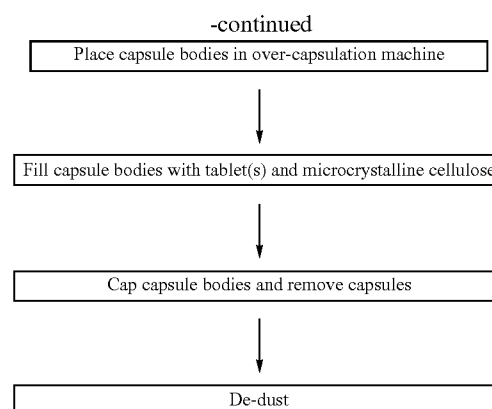 -continued
Place capsule bodies in over-capsulation machine
Fill capsule bodies with tablet(s) and microcrystalline cellulose
Cap capsule bodies and remove capsules
De-dust